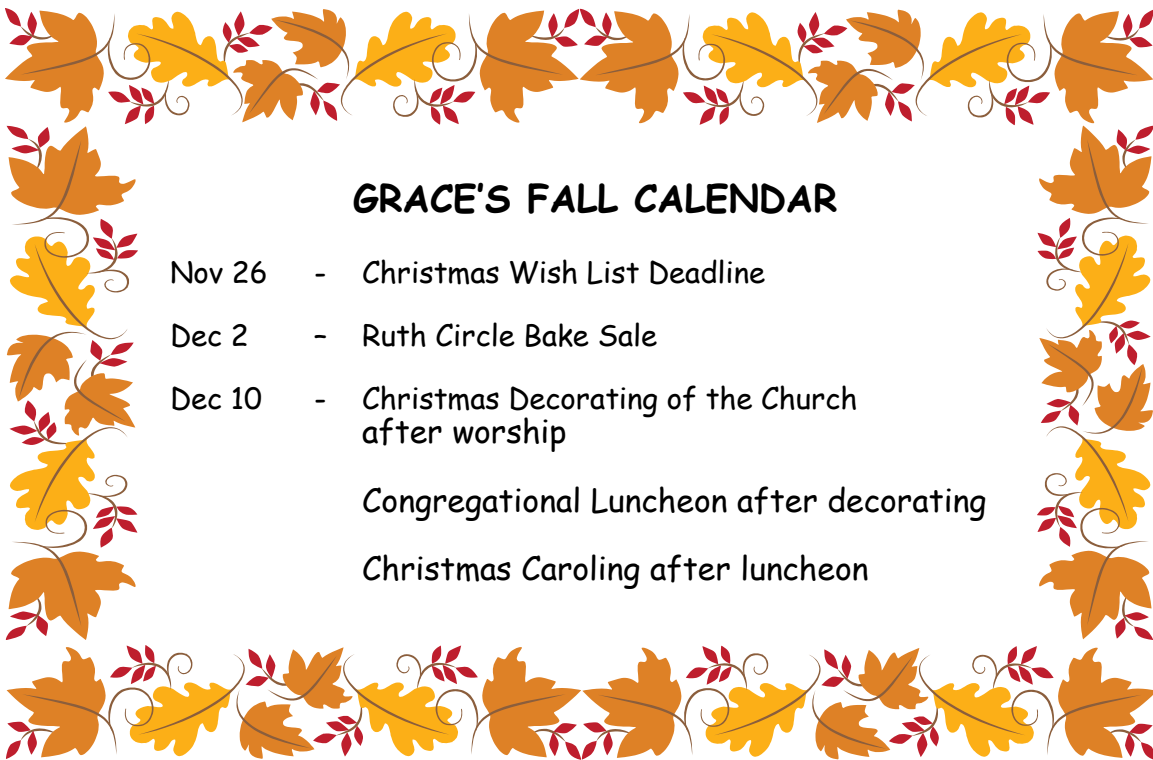 GRACE'S FALL CALENDAR
Nov 26 - Christmas Wish List Deadline
Dec 2 – Ruth Circle Bake Sale
Dec 10 - Christmas Decorating of the Church
after worship
Congregational Luncheon after decorating
Christmas Caroling after luncheon